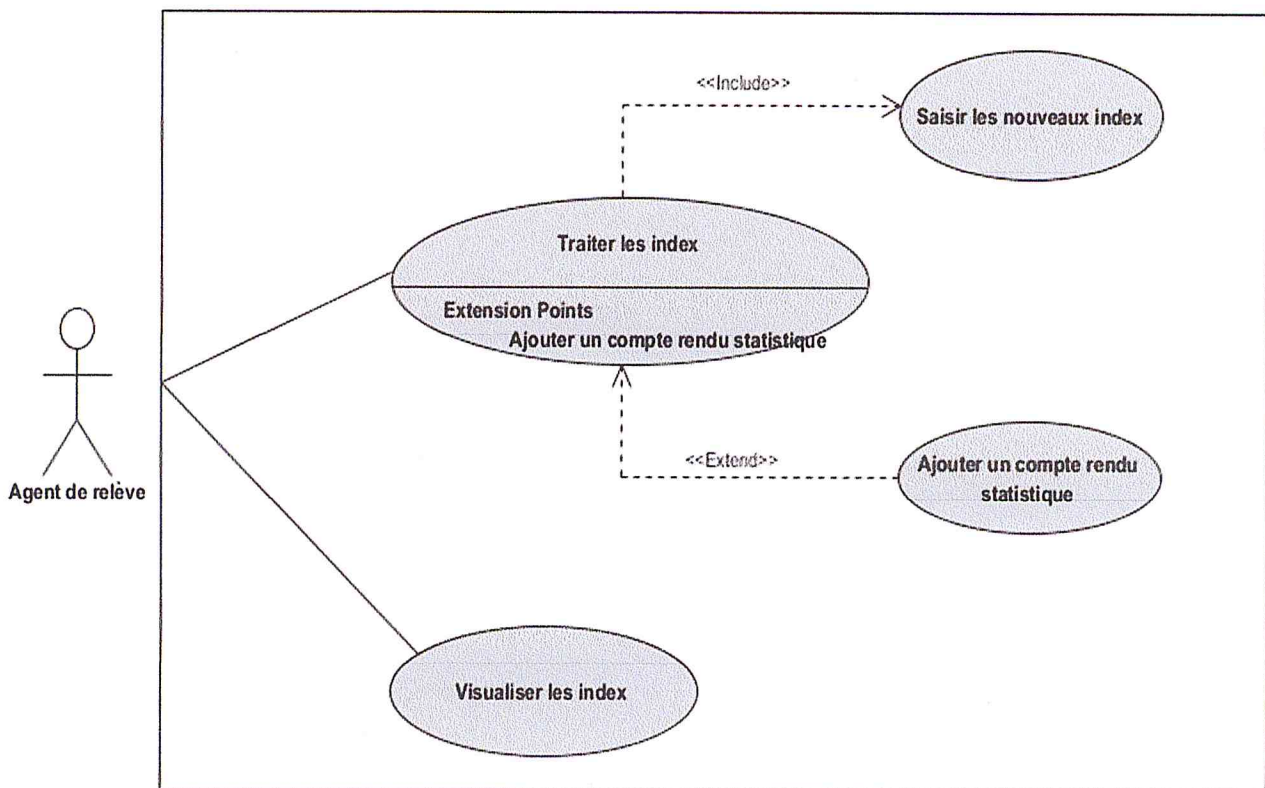 <<Include>>
Saisir les nouveaux index
Traiter les index
Extension Points
Ajouter un compte rendu statistique
<<Extend>>
Ajouter un compte rendu
statistique
Agent de relève
Visualiser les index